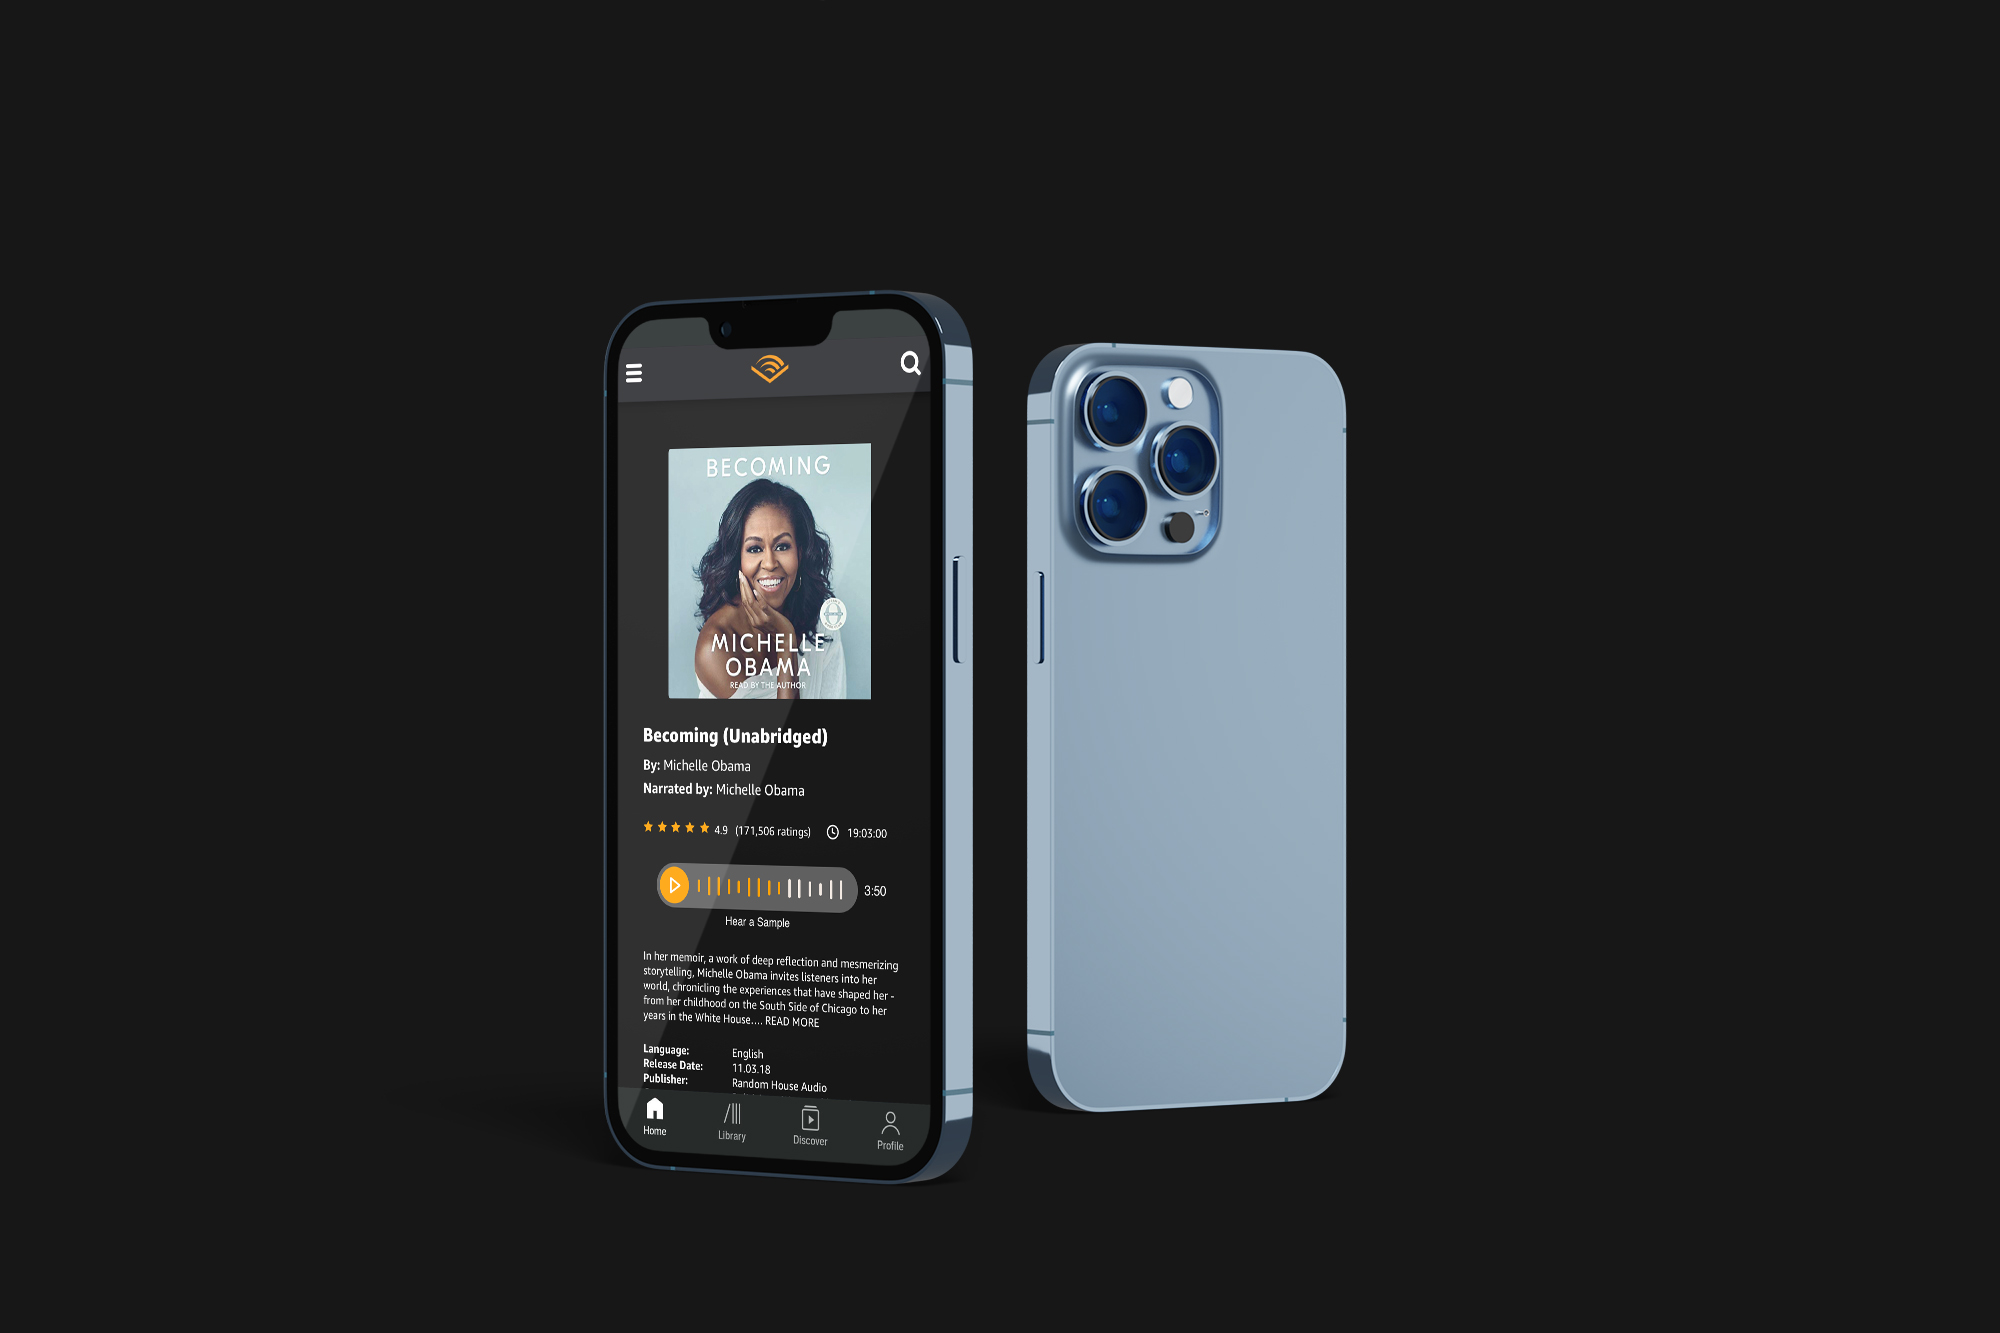 BECOMING
MICHELLE
OBAMA
READ BY THE AUTHOR
Becoming (Unabridged)
By: Michelle Obama
Narrated by: Michelle Obama
4.9 (171,506 ratings) 19:03:00
3:50
Hear a Sample
In her memoir, a work of deep reflection and mesmerizing
storytelling, Michelle Obama invites listeners into her
world, chronicling the experiences that have shaped her -
from her childhood on the South Side of Chicago to her
years in the White House.... READ MORE
Language: English
Release Date: 11.03.18
Publisher: Random House Audio
Home
Library
Discover
Profile